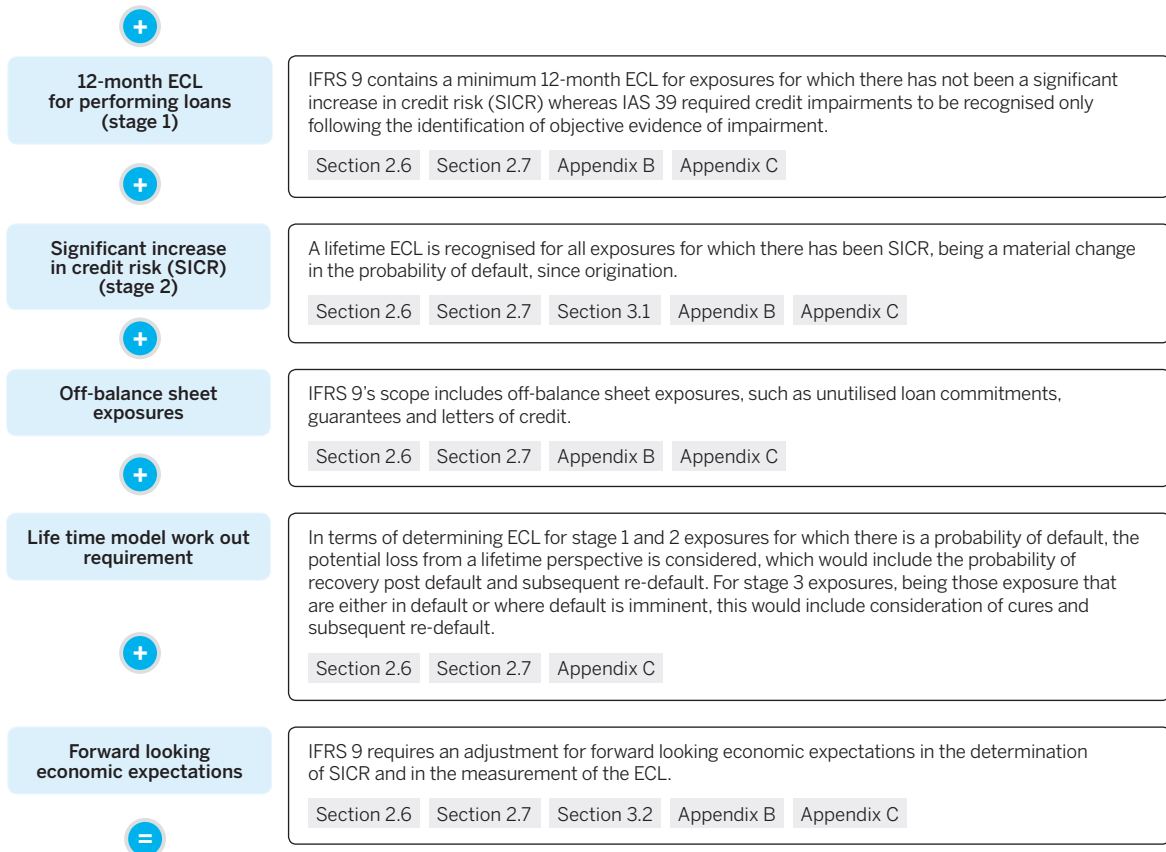 +
12-month ECL
for performing loans
(stage 1)
IFRS 9 contains a minimum 12-month ECL for exposures for which there has not been a significant
increase in credit risk (SICR) whereas IAS 39 required credit impairments to be recognised only
following the identification of objective evidence of impairment.
Section 2.6 Section 2.7 Appendix B Appendix C
+
Significant increase
in credit risk (SICR)
(stage 2)
A lifetime ECL is recognised for all exposures for which there has been SICR, being a material change
in the probability of default, since origination.
Section 2.6 Section 2.7 Section 3.1 Appendix B Appendix C
+
Off-balance sheet
exposures
IFRS 9's scope includes off-balance sheet exposures, such as unutilised loan commitments,
guarantees and letters of credit.
Section 2.6 Section 2.7 Appendix B Appendix C
+
Life time model work out
requirement
In terms of determining ECL for stage 1 and 2 exposures for which there is a probability of default, the
potential loss from a lifetime perspective is considered, which would include the probability of
recovery post default and subsequent re-default. For stage 3 exposures, being those exposure that
are either in default or where default is imminent, this would include consideration of cures and
subsequent re-default.
Section 2.6 Section 2.7 Appendix C
+
Forward looking
economic expectations
IFRS 9 requires an adjustment for forward looking economic expectations in the determination
of SICR and in the measurement of the ECL.
Section 2.6 Section 2.7 Section 3.2 Appendix B Appendix C
=